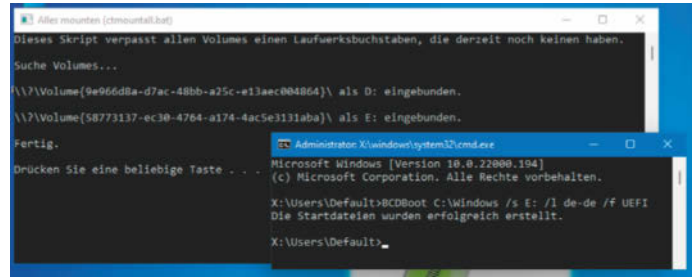 Alles mounten (ctmountall.bat)
Dieses Skript verpasst allen Volumes einen Laufwerksbuchstaben, die derzeit noch keinen haben.
Suche Volumes...
\\?\Volume{9e966d8a-d7ac-48bb-a25c-e13aec004864}\ als D: eingebunden.
\\?\Volume{58773137-ec30-4764-a174-4ac5e3131aba}\ als E: eingebunden.
Fertig.
Drücken Sie eine beliebige Taste . . .
Administrator: X:\windows\system32\cmd.exe
Microsoft Windows [Version 10.0.22000.194]
(c) Microsoft Corporation. Alle Rechte vorbehalten.
X:\Users\Default>BCDBoot C:\Windows /s E: /l de-de /f UEFI
Die Startdateien wurden erfolgreich erstellt.
X:\Users\Default>